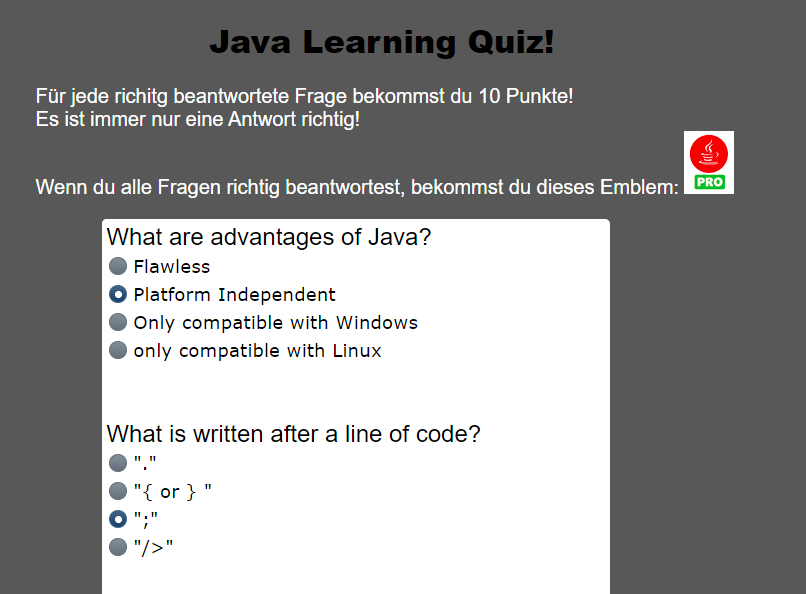 Java Learning Quiz!
Für jede richitg beantwortete Frage bekommst du 10 Punkte!
Es ist immer nur eine Antwort richtig!
Wenn du alle Fragen richtig beantwortest, bekommst du dieses Emblem:
PRO
What are advantages of Java?
Flawless
Platform Independent
Only compatible with Windows
only compatible with Linux
What is written after a line of code?
"."
"{ or } "
";"
"/>"